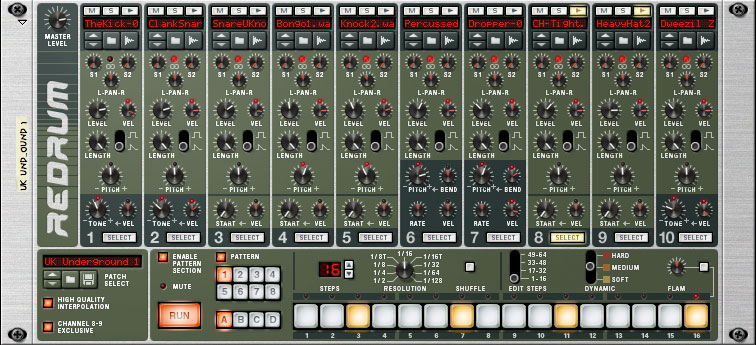 MASTER LEVEL
REDRUM
UK UND_OUND 1
M S M S M S M S M S M S M S M S M S M S
TheKick-0 ClankSnar SnareUKno Bongo1.wa Knock2.wa Percussed Dropper-0 CH-Tight. HeavyHat2 Dweezil Z
S1 S2 S1 S2 S1 S2 S1 S2 S1 S2 S1 S2 S1 S2 S1 S2 S1 S2 S1 S2
L-PAN-R L-PAN-R L-PAN-R L-PAN-R L-PAN-R L-PAN-R L-PAN-R L-PAN-R L-PAN-R L-PAN-R
LEVEL VEL LEVEL VEL LEVEL VEL LEVEL VEL LEVEL VEL LEVEL VEL LEVEL VEL LEVEL VEL LEVEL VEL LEVEL VEL
LENGTH LENGTH LENGTH LENGTH LENGTH LENGTH LENGTH LENGTH LENGTH LENGTH
-PITCH+ -PITCH+ -PITCH+ -PITCH+ -PITCH+ PITCH+ ←BEND PITCH+ ←BEND -PITCH+ -PITCH+ -PITCH+
TONE +←VEL TONE +←VEL START ←VEL START ←VEL START ←VEL RATE VEL RATE VEL START ←VEL START ←VEL TONE +←VEL
1 SELECT 2 SELECT 3 SELECT 4 SELECT 5 SELECT 6 SELECT 7 SELECT 8 SELECT 9 SELECT 10 SELECT
UK Underground 1
PATCH SELECT
HIGH QUALITY INTERPOLATION
CHANNEL 8-9 EXCLUSIVE
ENABLE PATTERN SECTION
MUTE
RUN
PATTERN
1 2 3 4
5 6 7 8
A B C D
16
STEPS
1/16
1/8T 1/16T
1/8 1/32
1/4 1/64
1/2 1/128
RESOLUTION
SHUFFLE
49-64
33-48
17-32
1-16
EDIT STEPS
HARD
MEDIUM
SOFT
DYNAMIC
FLAM
1 2 3 4 5 6 7 8 9 10 11 12 13 14 15 16